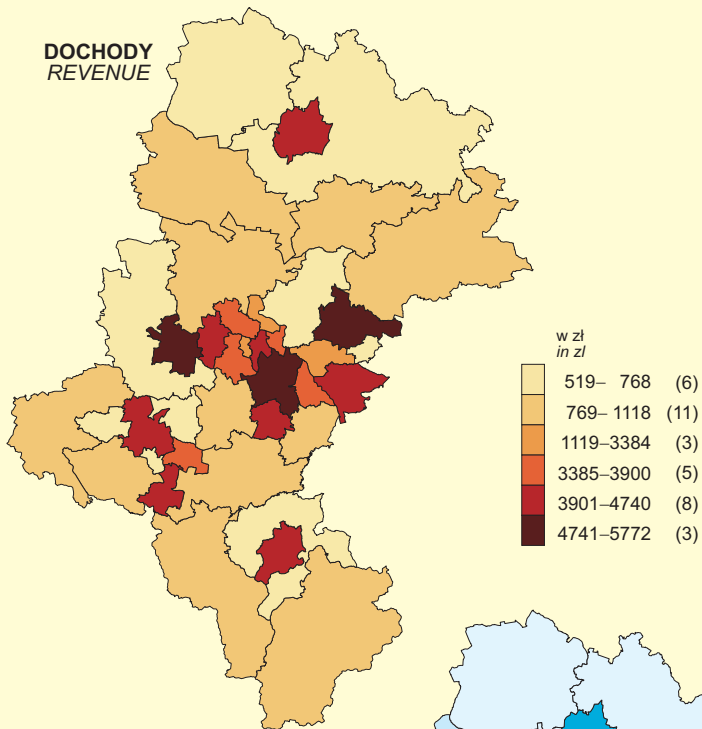 DOCHODY
REVENUE
w zł
in zl
519– 768 (6)
769– 1118 (11)
1119–3384 (3)
3385–3900 (5)
3901–4740 (8)
4741–5772 (3)